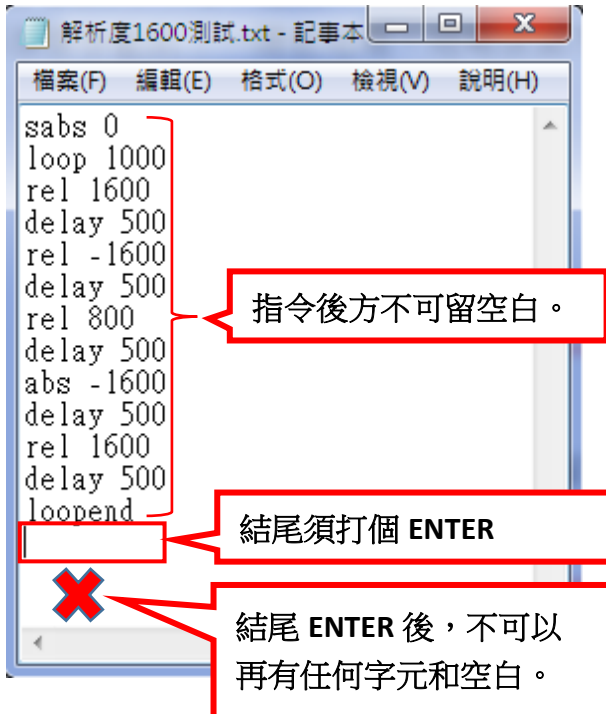 解析度1600測試.txt - 記事本
檔案(F) 編輯(E) 格式(O) 檢視(V) 說明(H)
sabs 0
loop 1000
rel 1600
delay 500
rel -1600
delay 500
rel 800
delay 500
abs -1600
delay 500
rel 1600
delay 500
loopend
指令後方不可留空白。
結尾須打個 ENTER
結尾 ENTER 後，不可以
再有任何字元和空白。